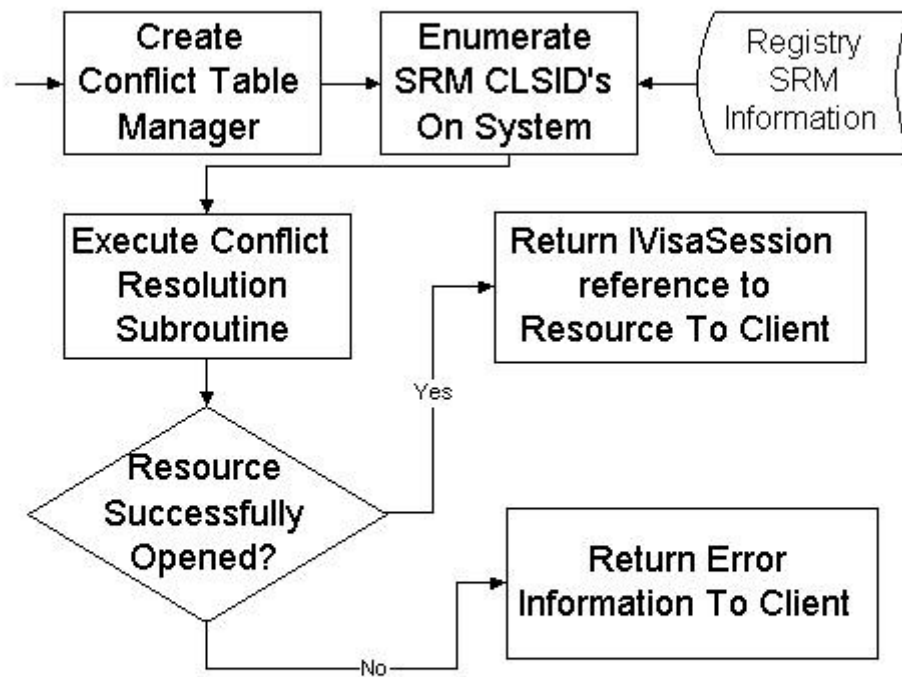 Create
Conflict Table
Manager
Enumerate
SRM CLSID's
On System
Registry
SRM
Information
Execute Conflict
Resolution
Subroutine
Return IVisaSession
reference to
Resource To Client
Yes
Resource
Successfully
Opened?
Return Error
Information To Client
No